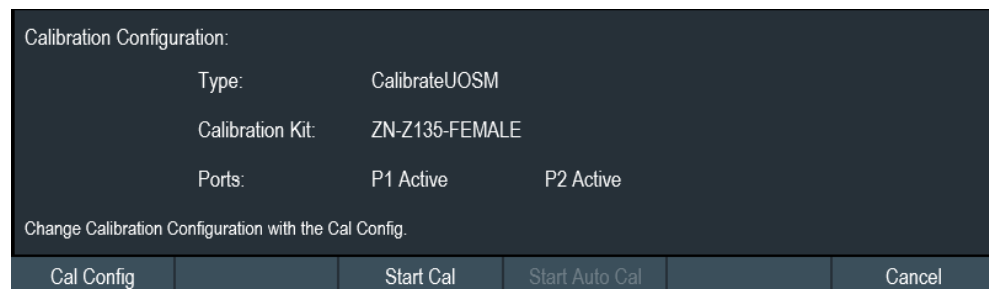 Calibration Configuration:
Type: CalibrateUOSM
Calibration Kit: ZN-Z135-FEMALE
Ports: P1 Active P2 Active
Change Calibration Configuration with the Cal Config.
Cal Config Start Cal Start Auto Cal Cancel